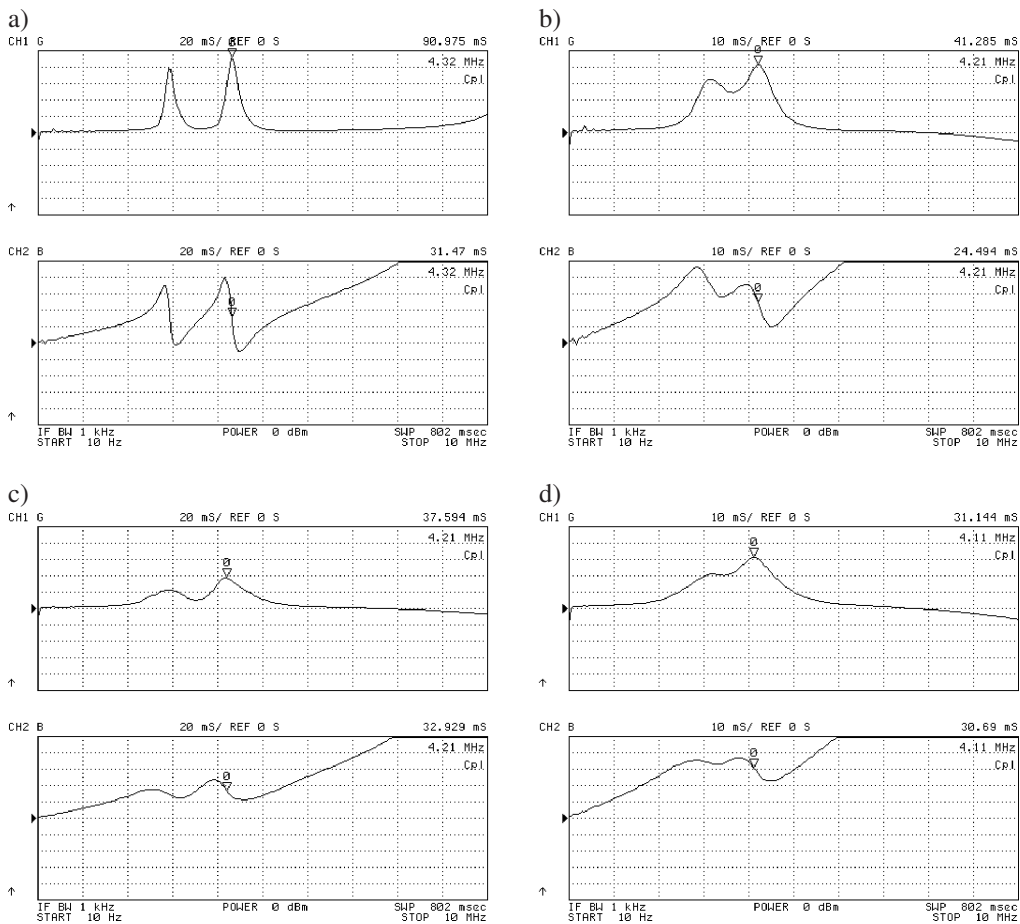 a)
CH1 G 20 mS/ REF 0 S 90.975 mS
0
4.32 MHz
Cpl
↑
CH2 B 20 mS/ REF 0 S 31.47 mS
4.32 MHz
0
Cpl
↑
IF BW 1 kHz POWER 0 dBm SWP 802 msec
START 10 Hz STOP 10 MHz
b)
CH1 G 10 mS/ REF 0 S 41.285 mS
0
4.21 MHz
Cpl
CH2 B 10 mS/ REF 0 S 24.494 mS
4.21 MHz
0
Cpl
↑
IF BW 1 kHz POWER 0 dBm SWP 802 msec
START 10 Hz STOP 10 MHz
c)
CH1 G 20 mS/ REF 0 S 37.594 mS
4.21 MHz
0
Cpl
↑
CH2 B 20 mS/ REF 0 S 32.929 mS
4.21 MHz
0
Cpl
↑
IF BW 1 kHz POWER 0 dBm SWP 802 msec
START 10 Hz STOP 10 MHz
d)
CH1 G 10 mS/ REF 0 S 31.144 mS
0
4.11 MHz
Cpl
↑
CH2 B 10 mS/ REF 0 S 30.69 mS
0
4.11 MHz
Cpl
↑
IF BW 1 kHz POWER 0 dBm SWP 802 msec
START 10 Hz STOP 10 MHz